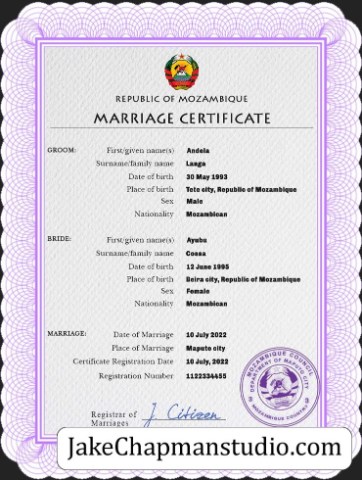 REPUBLIC OF MOZAMBIQUE
MARRIAGE CERTIFICATE
GROOM: First/given name(s) Andela
Surname/family name Langa
Date of birth 30 May 1993
Place of birth Tete city, Republic of Mozambique
Sex Male
Nationality Mozambican
BRIDE: First/given name(s) Ayubu
Surname/family name Cossa
Date of birth 12 June 1995
Place of birth Beira city, Republic of Mozambique
Sex Female
Nationality Mozambican
MARRIAGE: Date of Marriage 10 July 2022
Place of Marriage Maputo city
Certificate Registration Date 10 July, 2022
Registration Number 1122334455
MOZAMBIQUE COUNCIL
DEPARTMENT OF MAPUTO CITY
MOZAMBIQUE COUNTRY
Registrar of Marriages J. Citizen
JakeChapmanstudio.com